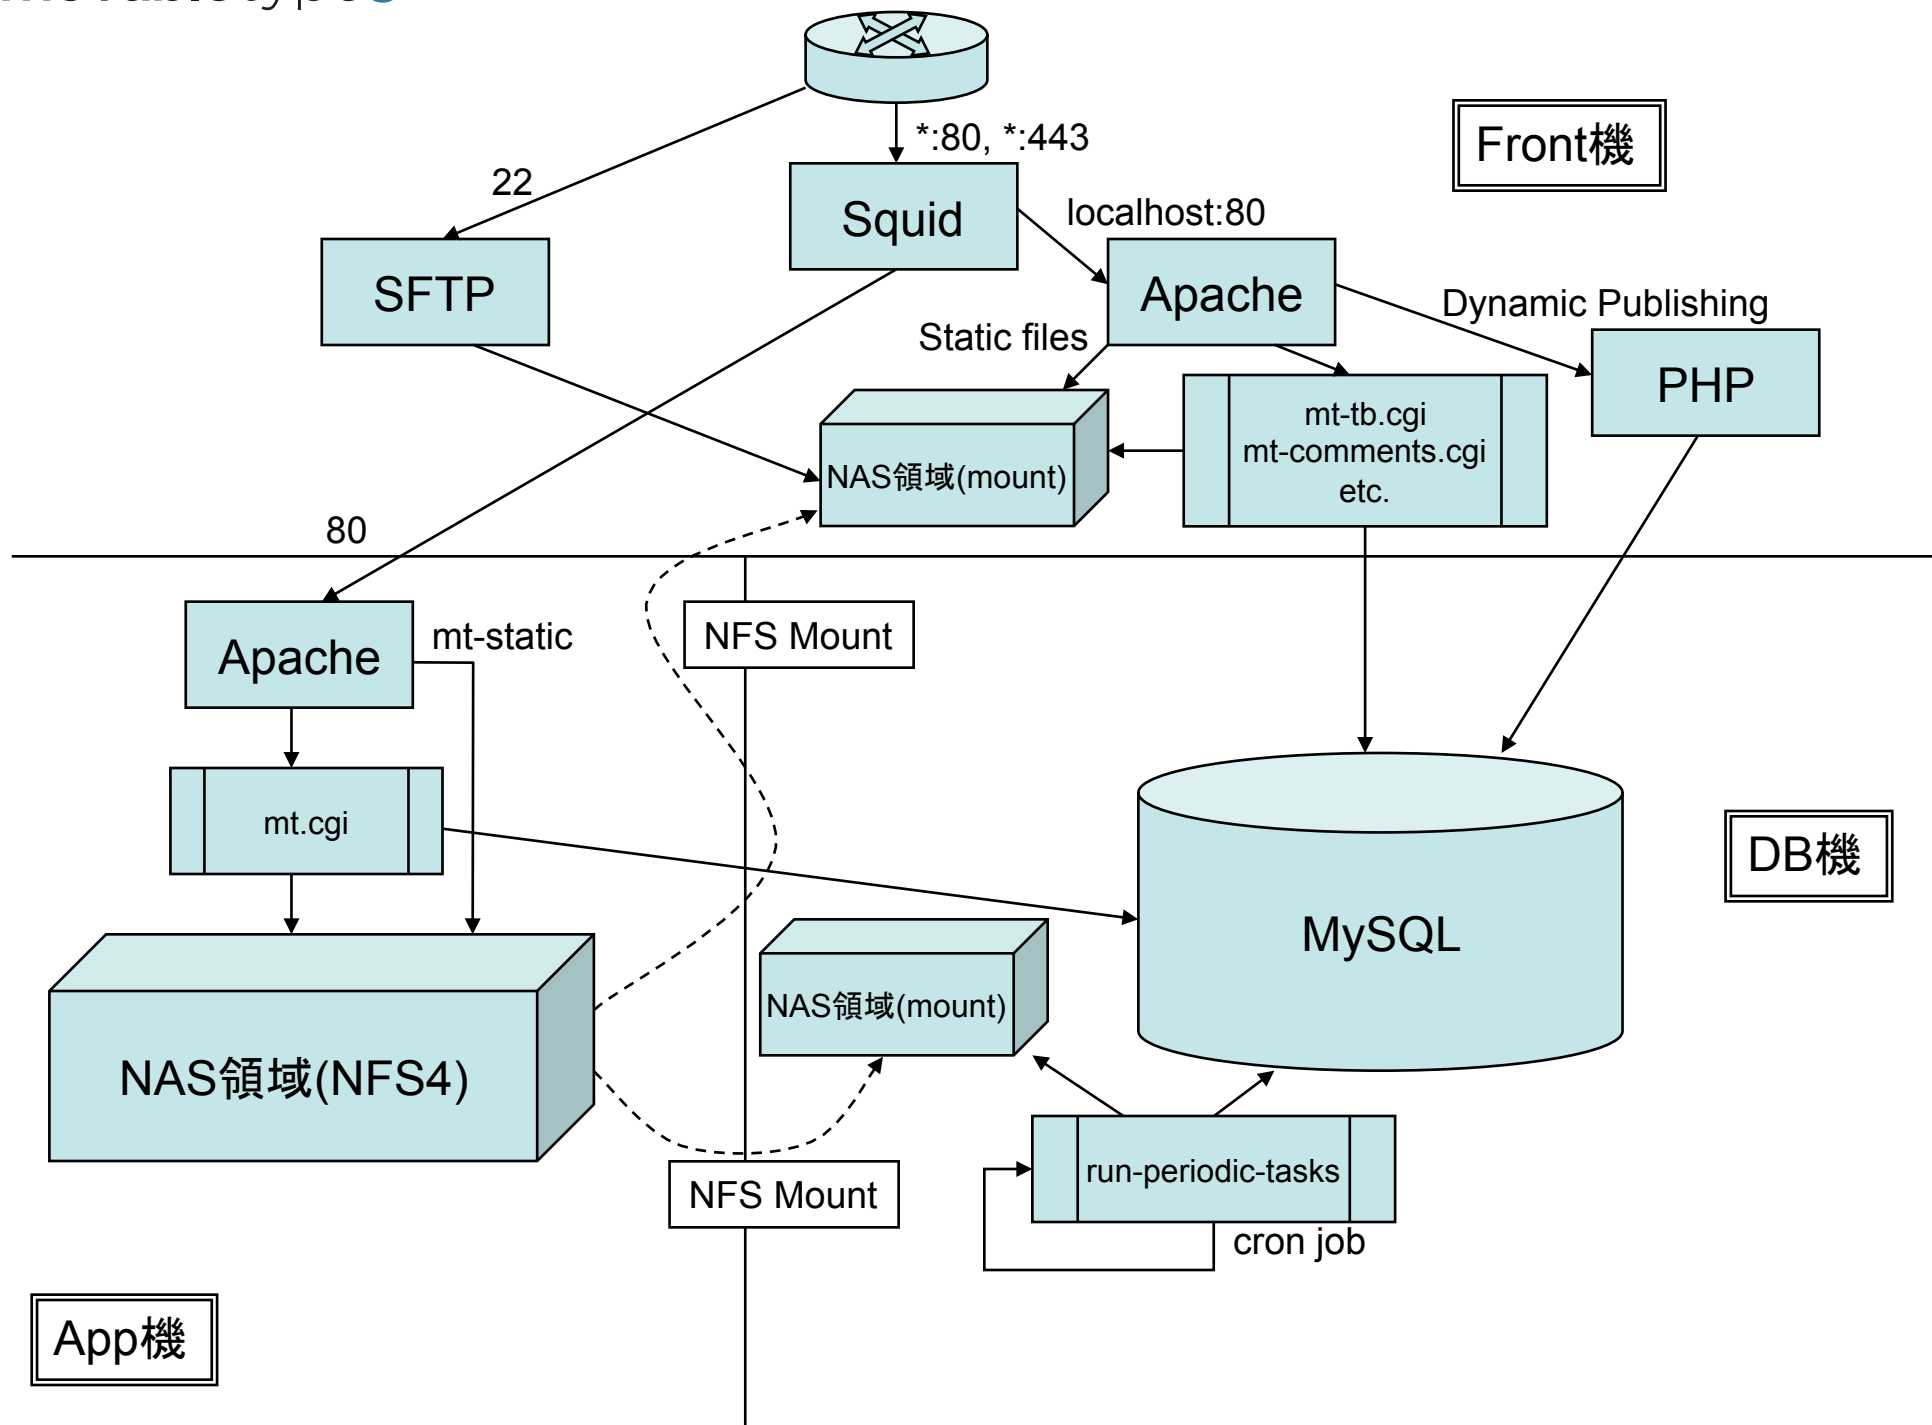 *:80, *:443
Front機
22
Squid
localhost:80
SFTP
Apache
Dynamic Publishing
Static files
PHP
mt-tb.cgi
mt-comments.cgi
etc.
NAS領域(mount)
80
Apache
mt-static
NFS Mount
mt.cgi
DB機
MySQL
NAS領域(mount)
NAS領域(NFS4)
run-periodic-tasks
NFS Mount
cron job
App機